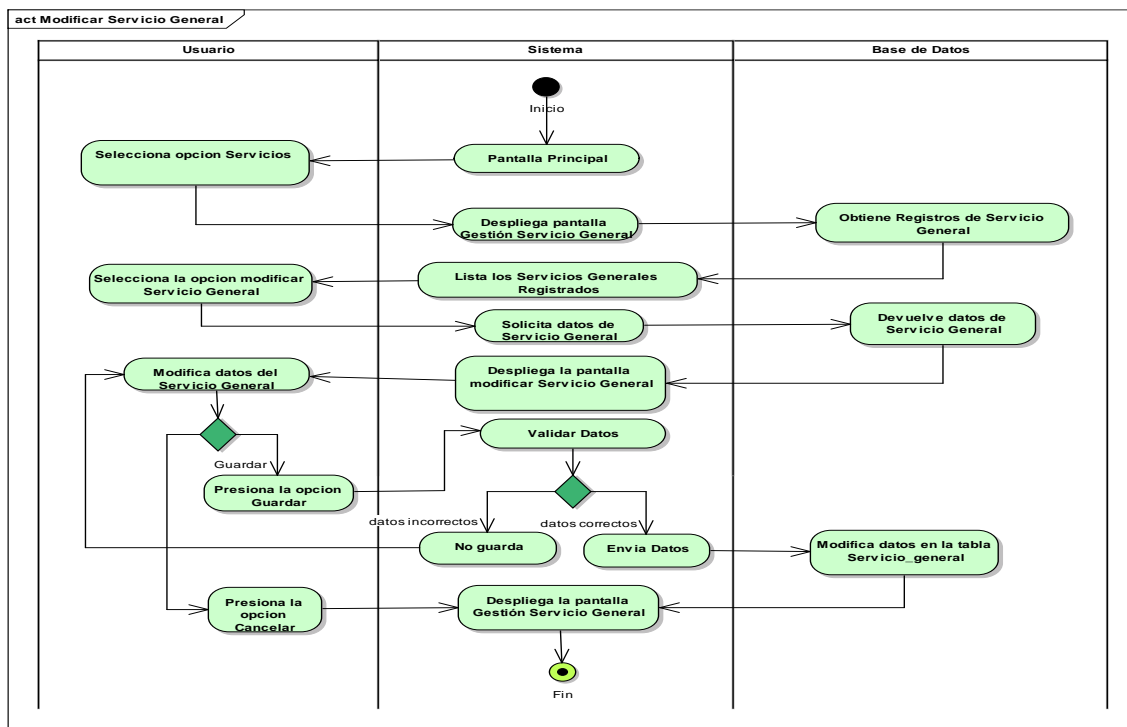 act Modificar Servicio General
Usuario
Sistema
Base de Datos
Inicio
Selecciona opcion Servicios
Pantalla Principal
Despliega pantalla
Gestión Servicio General
Obtiene Registros de Servicio
General
Selecciona la opcion modificar
Servicio General
Lista los Servicios Generales
Registrados
Solicita datos de
Servicio General
Devuelve datos de
Servicio General
Modifica datos del
Servicio General
Despliega la pantalla
modificar Servicio General
Validar Datos
Guardar
Presiona la opcion
Guardar
datos incorrectos
datos correctos
No guarda
Envia Datos
Modifica datos en la tabla
Servicio_general
Presiona la
opcion
Cancelar
Despliega la pantalla
Gestión Servicio General
Fin